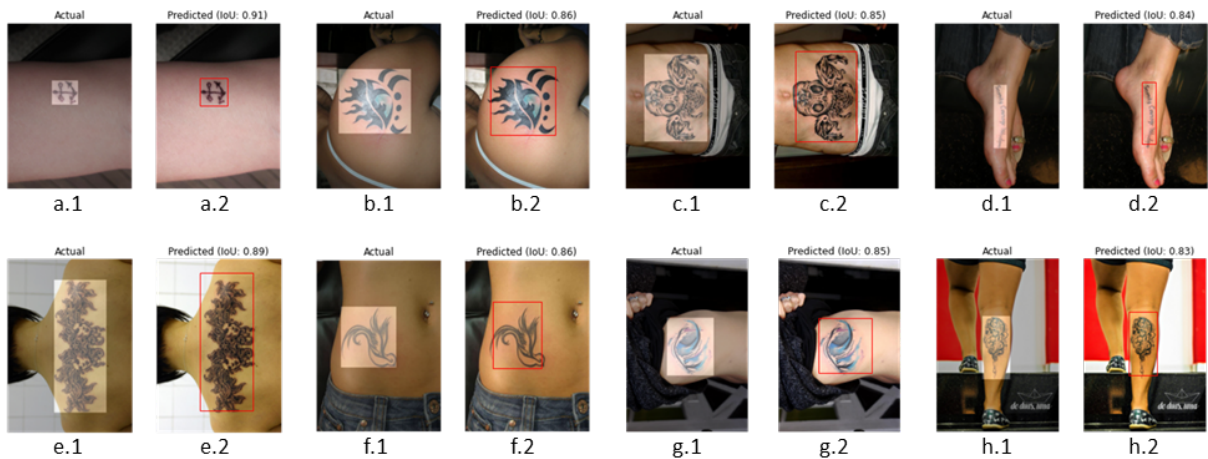 Actual Predicted (IoU: 0.91) Actual Predicted (IoU: 0.86) Actual Predicted (IoU: 0.85) Actual Predicted (IoU: 0.84)
a.1 a.2 b.1 b.2 c.1 c.2 d.1 d.2
Actual Predicted (IoU: 0.89) Actual Predicted (IoU: 0.86) Actual Predicted (IoU: 0.85) Actual Predicted (IoU: 0.83)
e.1 e.2 f.1 f.2 g.1 g.2 h.1 h.2